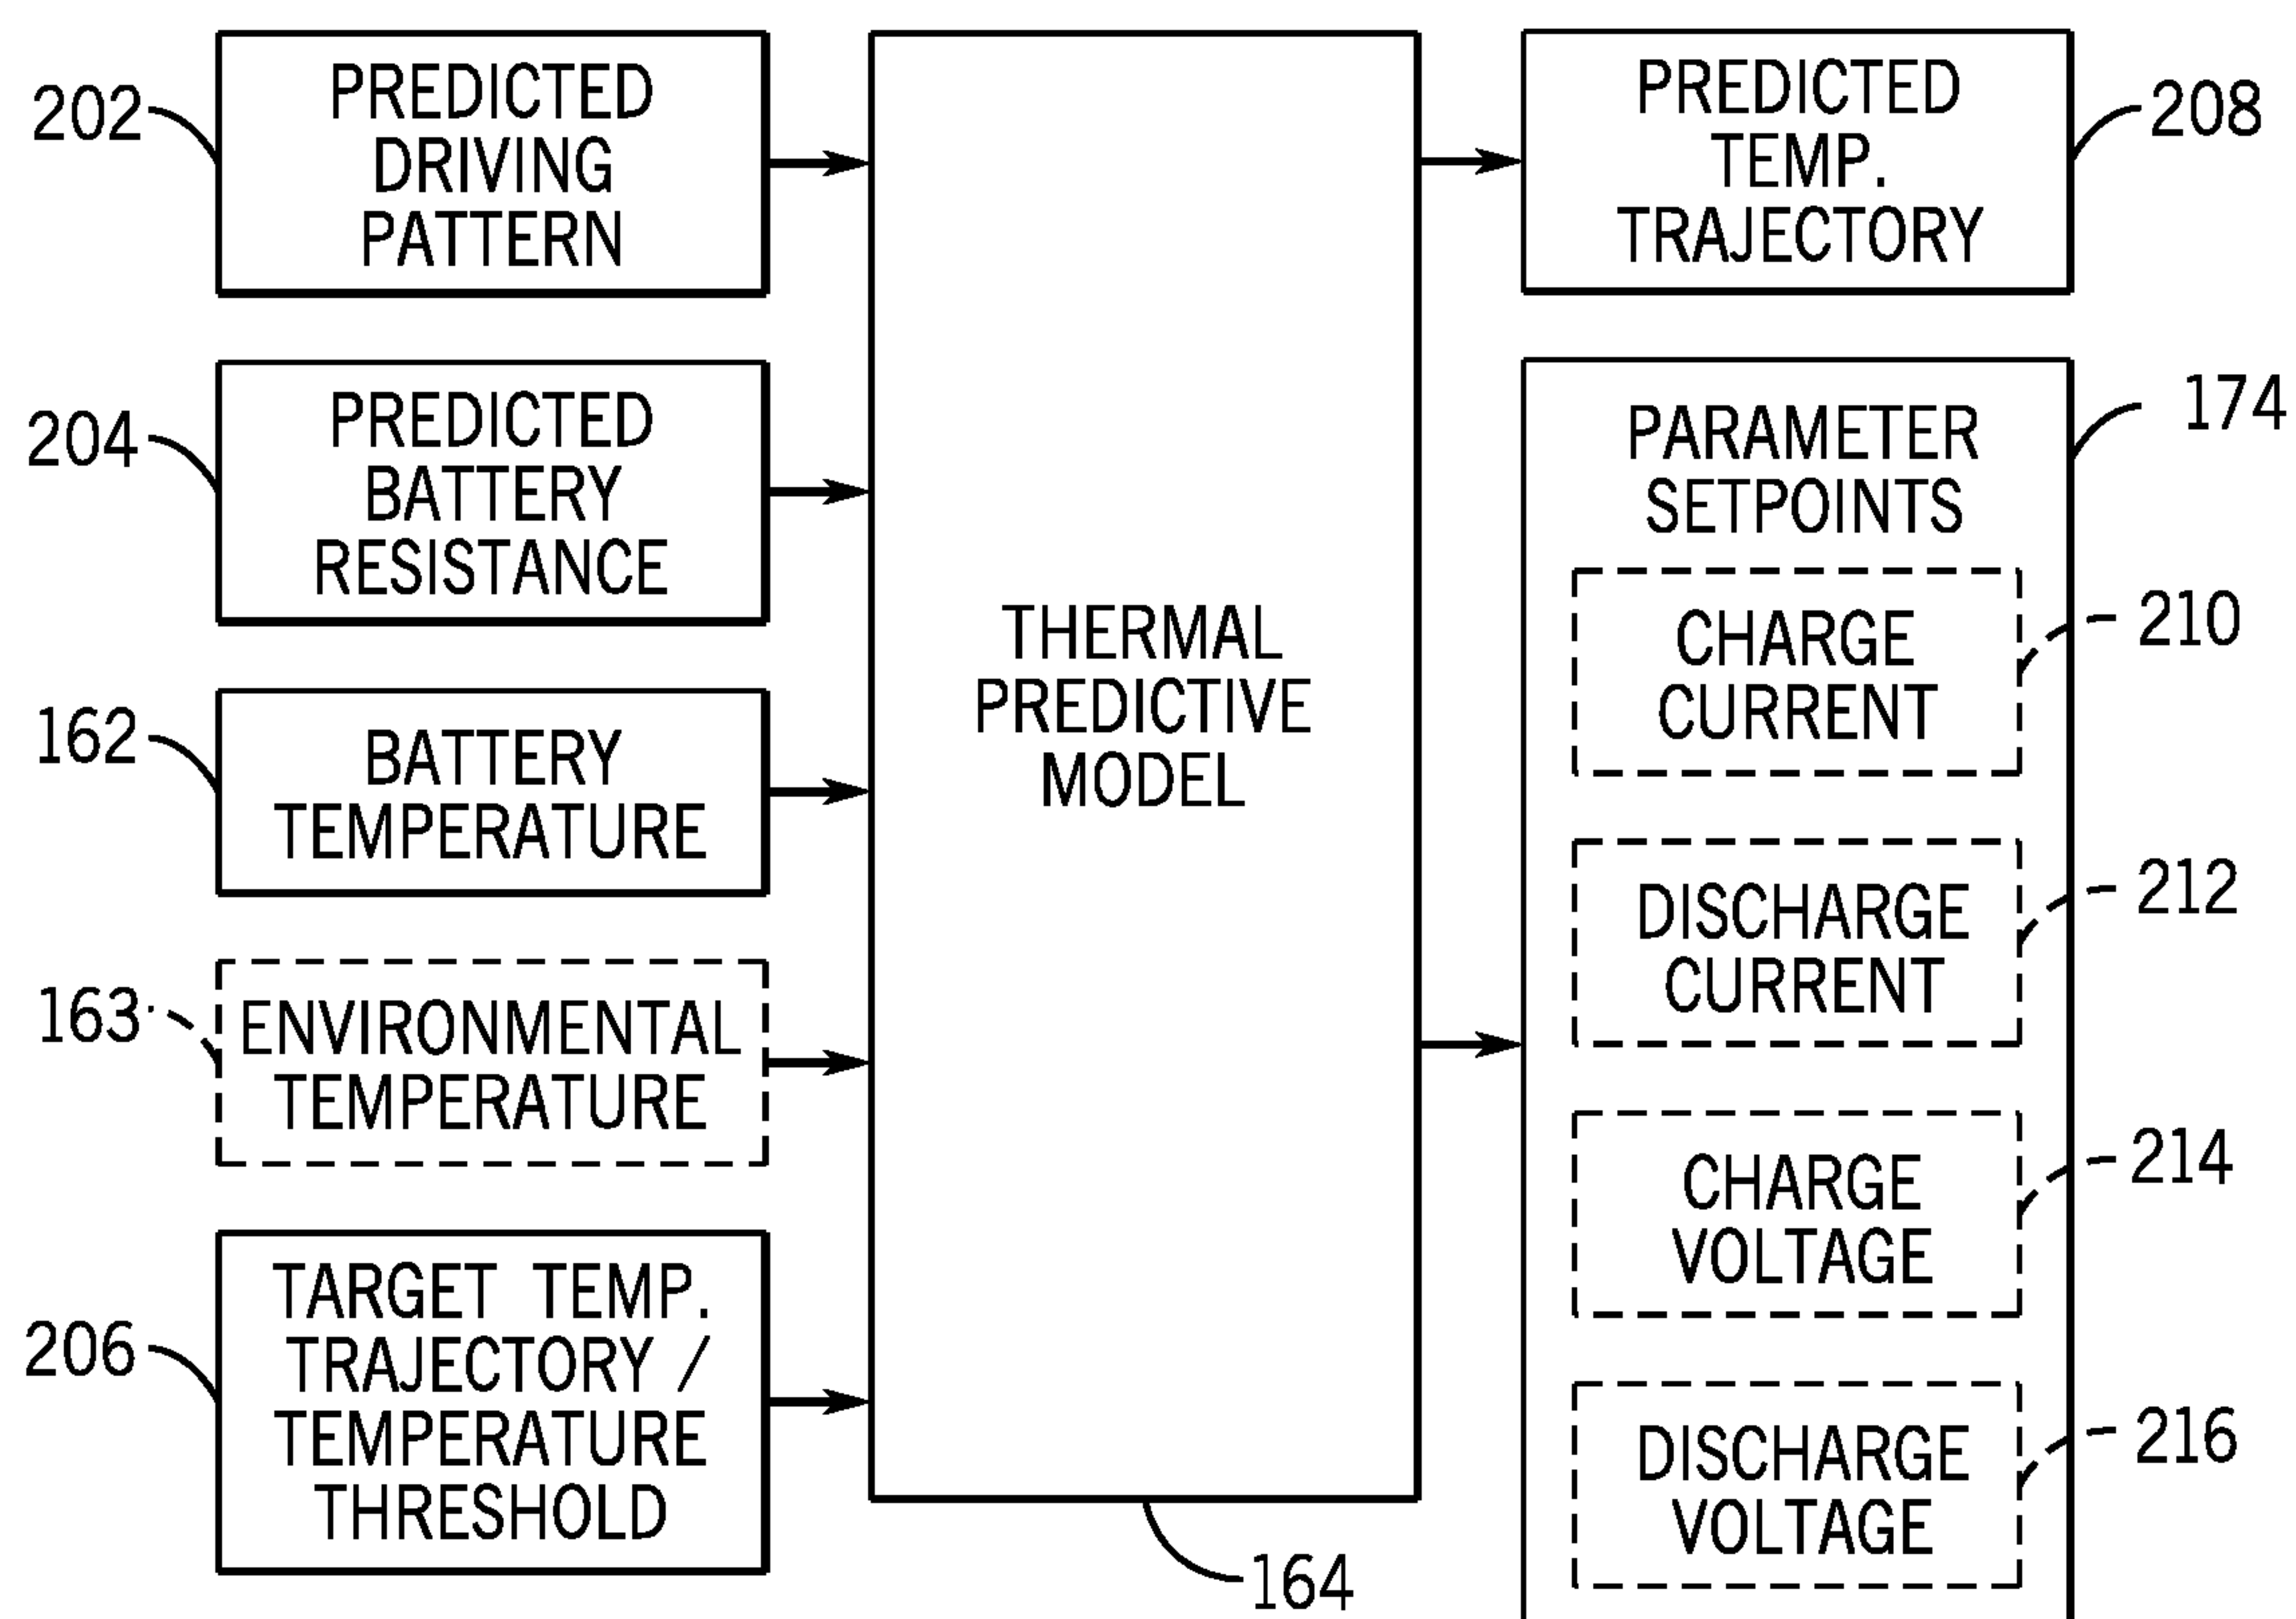 202
PREDICTED
DRIVING
PATTERN
204
PREDICTED
BATTERY
RESISTANCE
162
BATTERY
TEMPERATURE
163
ENVIRONMENTAL
TEMPERATURE
206
TARGET TEMP.
TRAJECTORY /
TEMPERATURE
THRESHOLD
THERMAL
PREDICTIVE
MODEL
164
PREDICTED
TEMP.
TRAJECTORY
208
PARAMETER
SETPOINTS
174
CHARGE
CURRENT
210
DISCHARGE
CURRENT
212
CHARGE
VOLTAGE
214
DISCHARGE
VOLTAGE
216